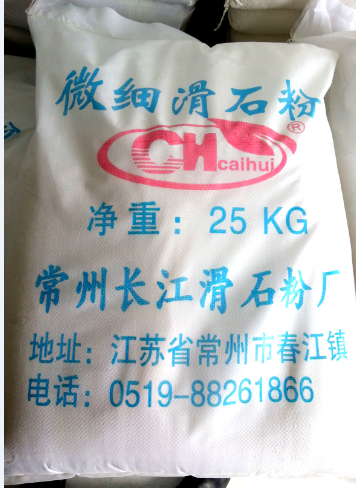 微细滑石粉
CH caihui ®
净重：25 KG
常州长江滑石粉厂
地址：江苏省常州市春江镇
电话：0519-88261866